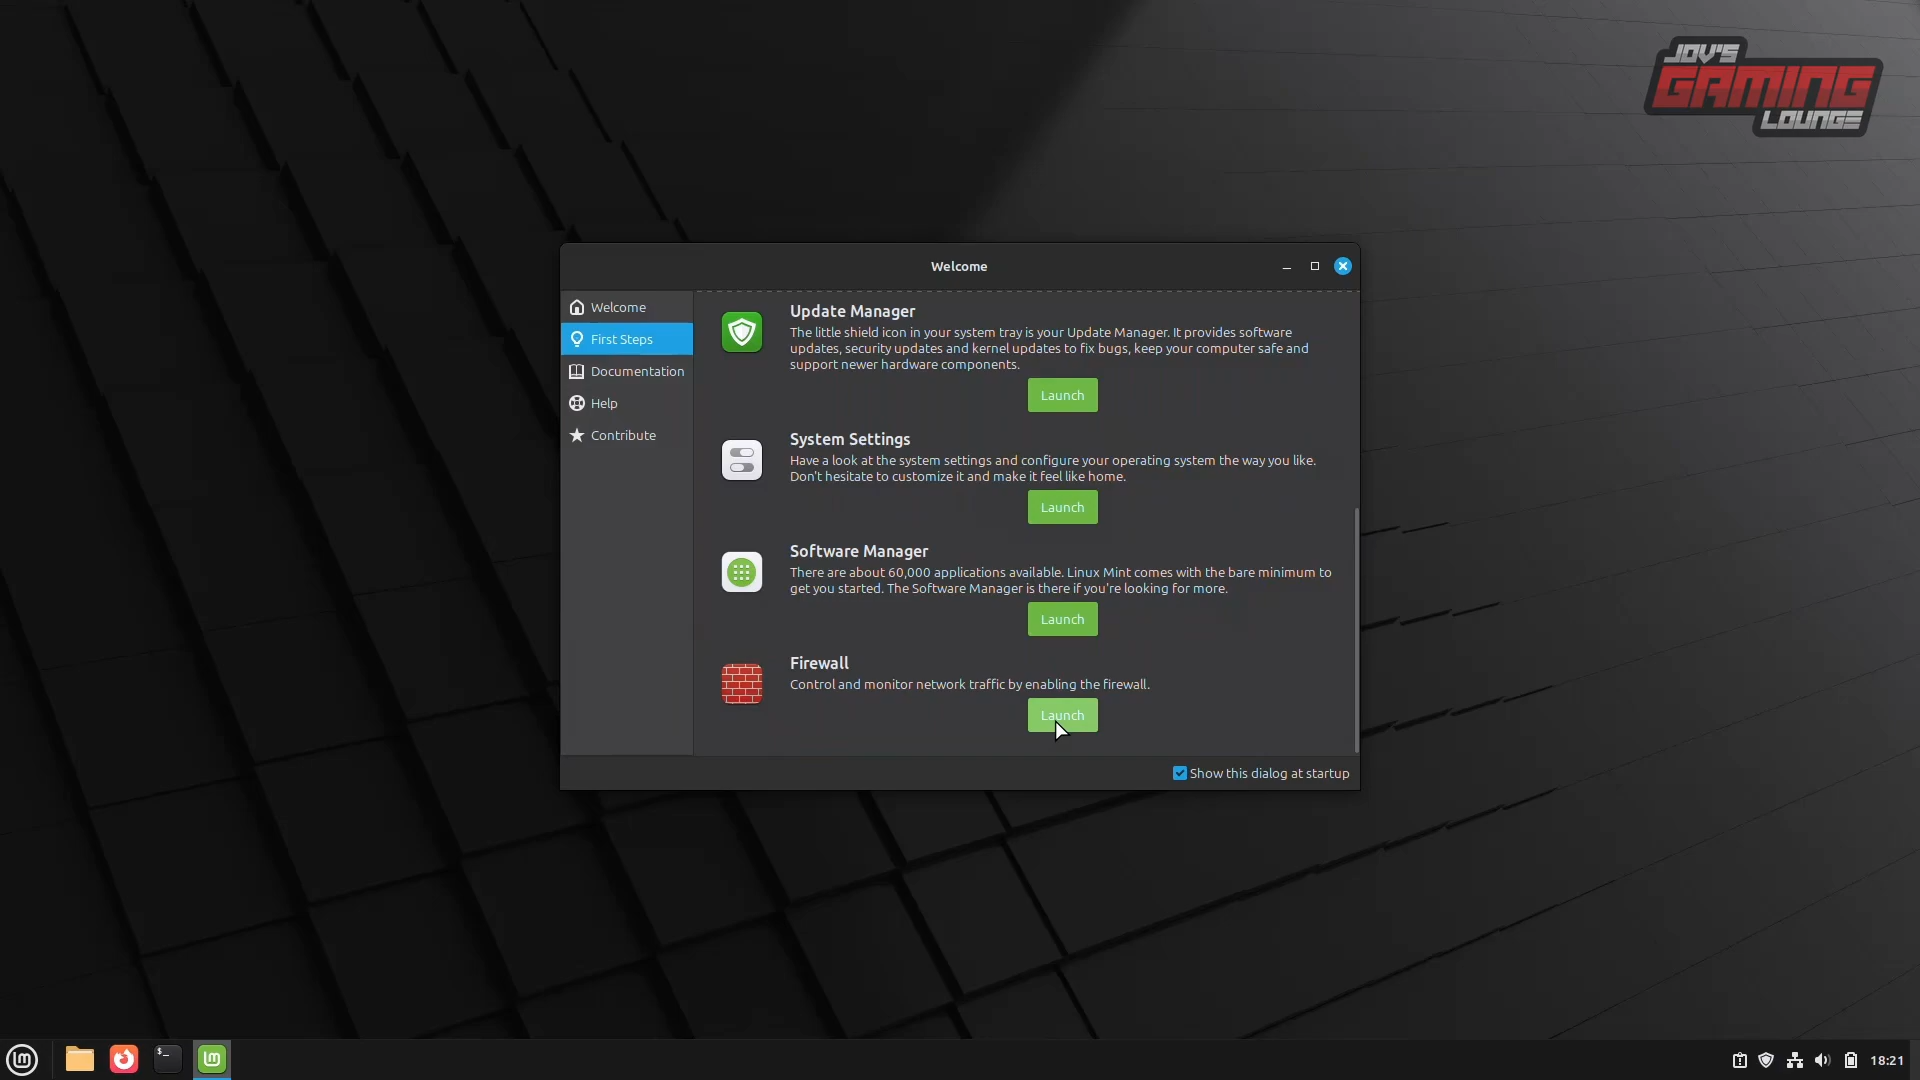 JOV'S
GAMING
LOUNGE
Welcome
Welcome
First Steps
Documentation
Help
Contribute
Update Manager
The little shield icon in your system tray is your Update Manager. It provides software
updates, security updates and kernel updates to fix bugs, keep your computer safe and
support newer hardware components.
Launch
System Settings
Have a look at the system settings and configure your operating system the way you like.
Don't hesitate to customize it and make it feel like home.
Launch
Software Manager
There are about 60,000 applications available. Linux Mint comes with the bare minimum to
get you started. The Software Manager is there if you're looking for more.
Launch
Firewall
Control and monitor network traffic by enabling the firewall.
Launch
Show this dialog at startup
$_
18:21